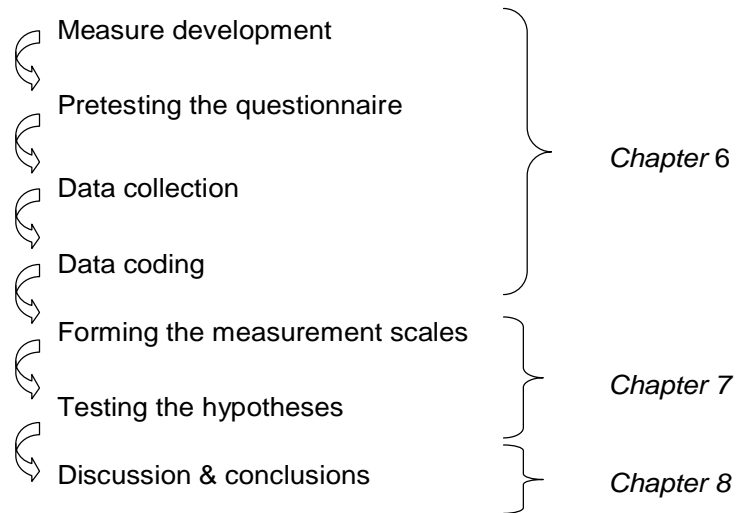 Measure development
Pretesting the questionnaire
Chapter 6
Data collection
Data coding
Forming the measurement scales
Chapter 7
Testing the hypotheses
Discussion & conclusions
Chapter 8